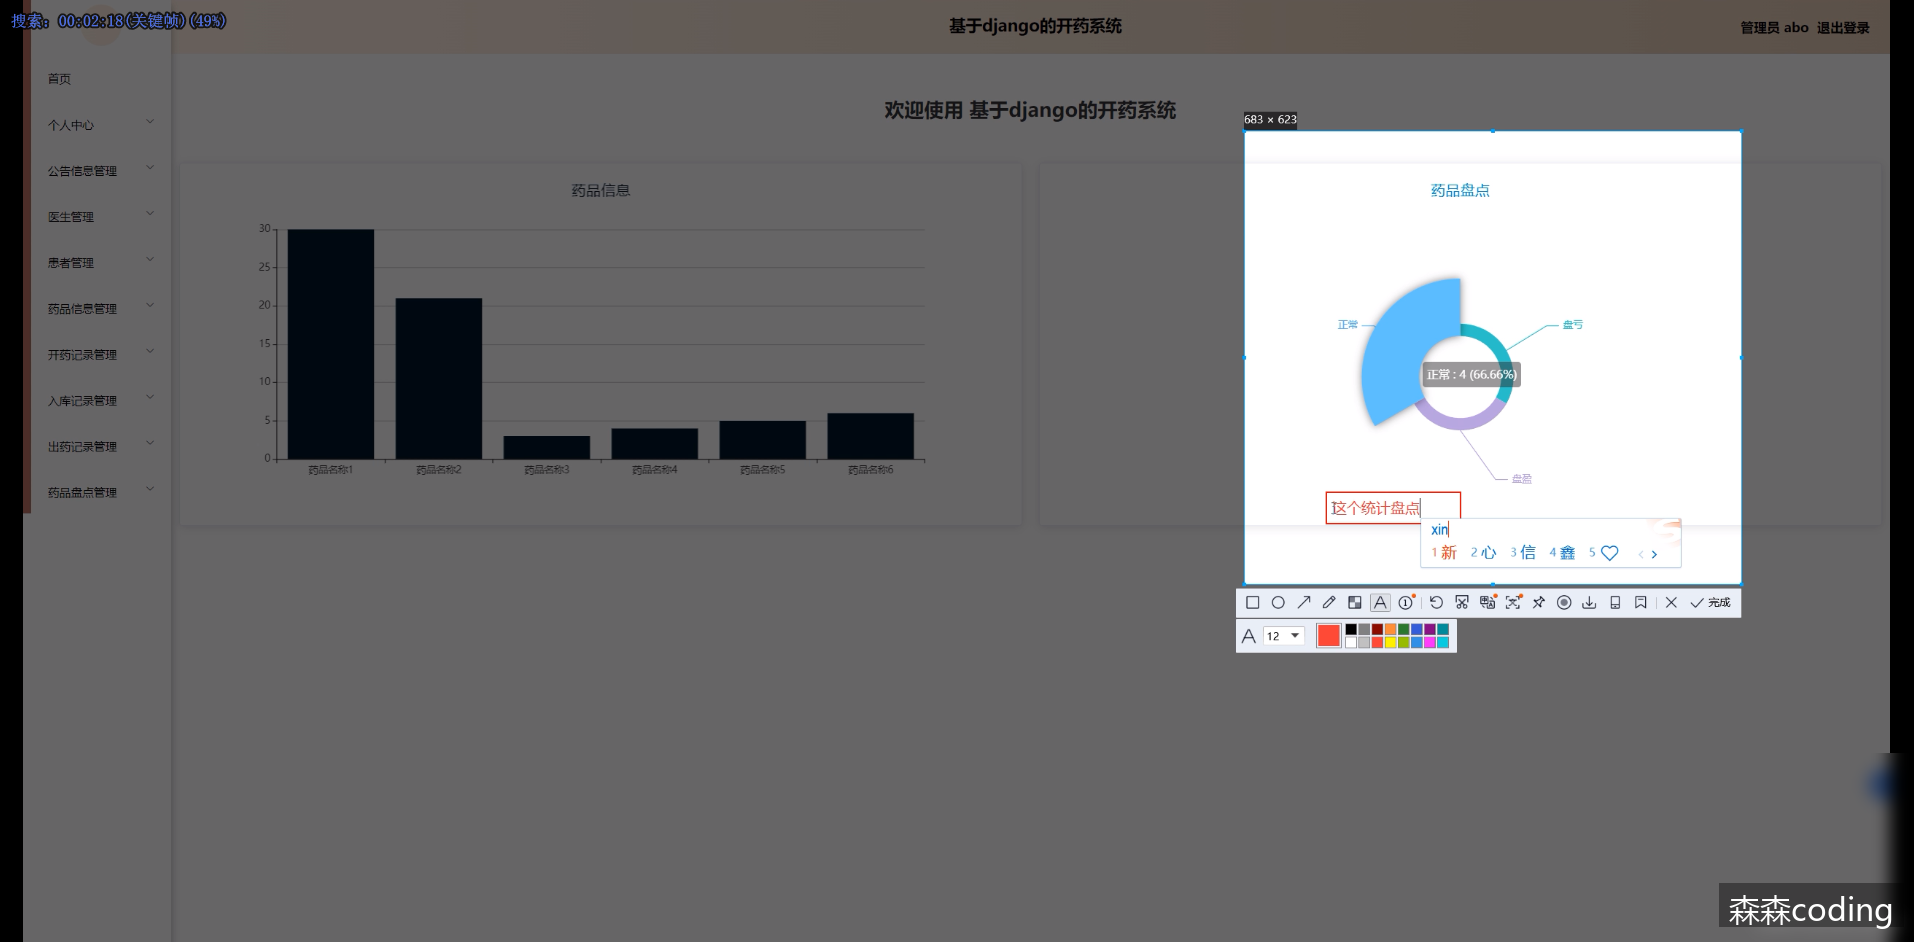 搜索: 00:02:18(关键帧)(49%)
基于django的开药系统
管理员 abo 退出登录
首页
个人中心
公告信息管理
医生管理
患者管理
药品信息管理
开药记录管理
入库记录管理
出药记录管理
药品盘点管理
欢迎使用 基于django的开药系统
药品信息
30
25
20
15
10
5
0
药品名称1
药品名称2
药品名称3
药品名称4
药品名称5
药品名称6
683 × 623
药品盘点
正常
盘亏
正常 : 4 (66.66%)
盘盈
这个统计盘点
xin
1 新 2 心 3 信 4 鑫 5 ♡
完成
A 12
森森coding